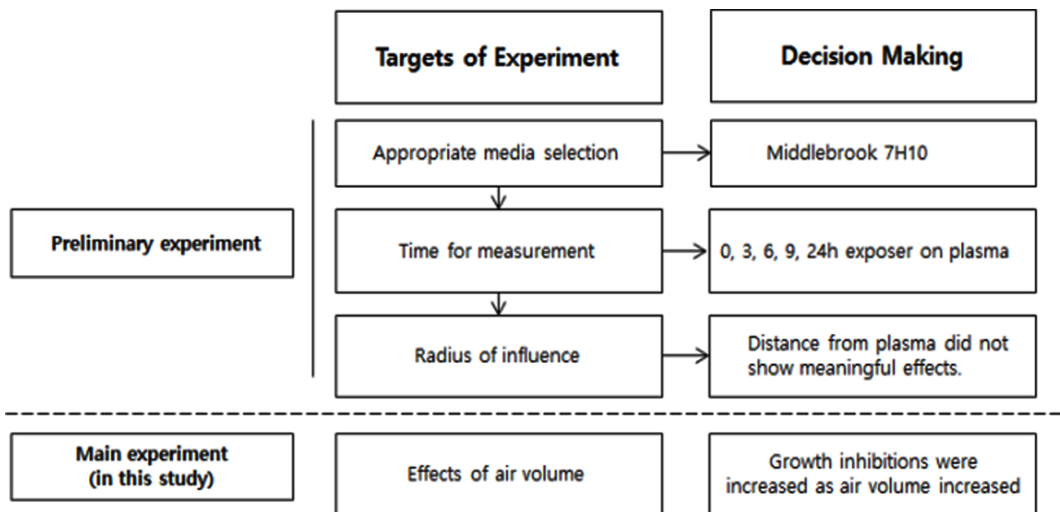 Targets of Experiment
Decision Making
Preliminary experiment
Appropriate media selection
Middlebrook 7H10
Time for measurement
0, 3, 6, 9, 24h exposer on plasma
Radius of influence
Distance from plasma did not
show meaningful effects.
Main experiment
(in this study)
Effects of air volume
Growth inhibitions were
increased as air volume increased